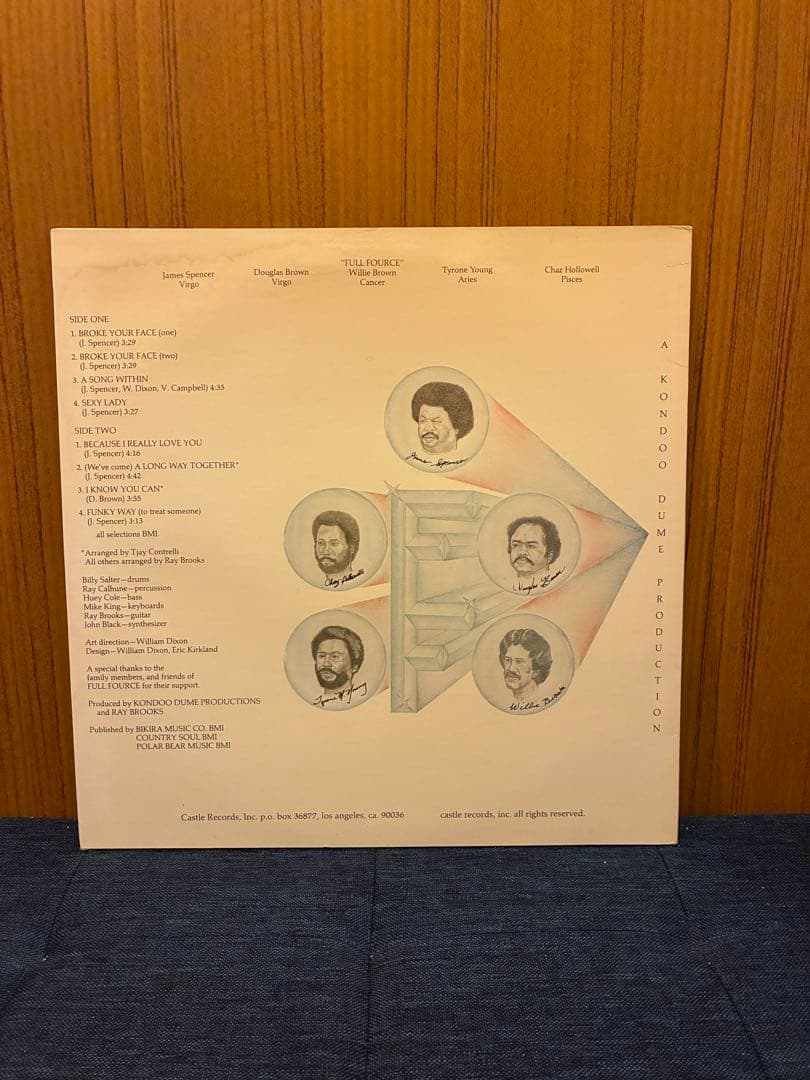 "FULL FOURCE"
James Spencer
Virgo
Douglas Brown
Virgo
Willie Brown
Cancer
Tyrone Young
Aries
Chaz Hollowell
Pisces
SIDE ONE
1. BROKE YOUR FACE (one)
(J. Spencer) 3:29
2. BROKE YOUR FACE (two)
(J. Spencer) 3:29
3. A SONG WITHIN
(J. Spencer, W. Dixon, V. Campbell) 4:35
4. SEXY LADY
(J. Spencer) 3:27
SIDE TWO
1. BECAUSE I REALLY LOVE YOU
(J. Spencer) 4:16
2. (We've come) A LONG WAY TOGETHER*
(J. Spencer) 4:42
3. I KNOW YOU CAN*
(D. Brown) 3:55
4. FUNKY WAY (to treat someone)
(J. Spencer) 3:13
all selections BMI.
*Arranged by Tjay Contrelli
All others arranged by Ray Brooks
Billy Salter—drums
Ray Calhune—percussion
Huey Cole—bass
Mike King—keyboards
Ray Brooks—guitar
John Black—synthesizer
Art direction—William Dixon
Design—William Dixon, Eric Kirkland
A special thanks to the
family members, and friends of
FULL FOURCE for their support.
Produced by KONDOO DUME PRODUCTIONS
and RAY BROOKS
Published by BIKIRA MUSIC CO. BMI
COUNTRY SOUL BMI
POLAR BEAR MUSIC BMI
James Spencer
Chaz Hollowell
Douglas Brown
Tyrone W Young
Willie Brown
A KONDOO DUME PRODUCTION
Castle Records, Inc. p.o. box 36877, los angeles, ca. 90036
castle records, inc. all rights reserved.